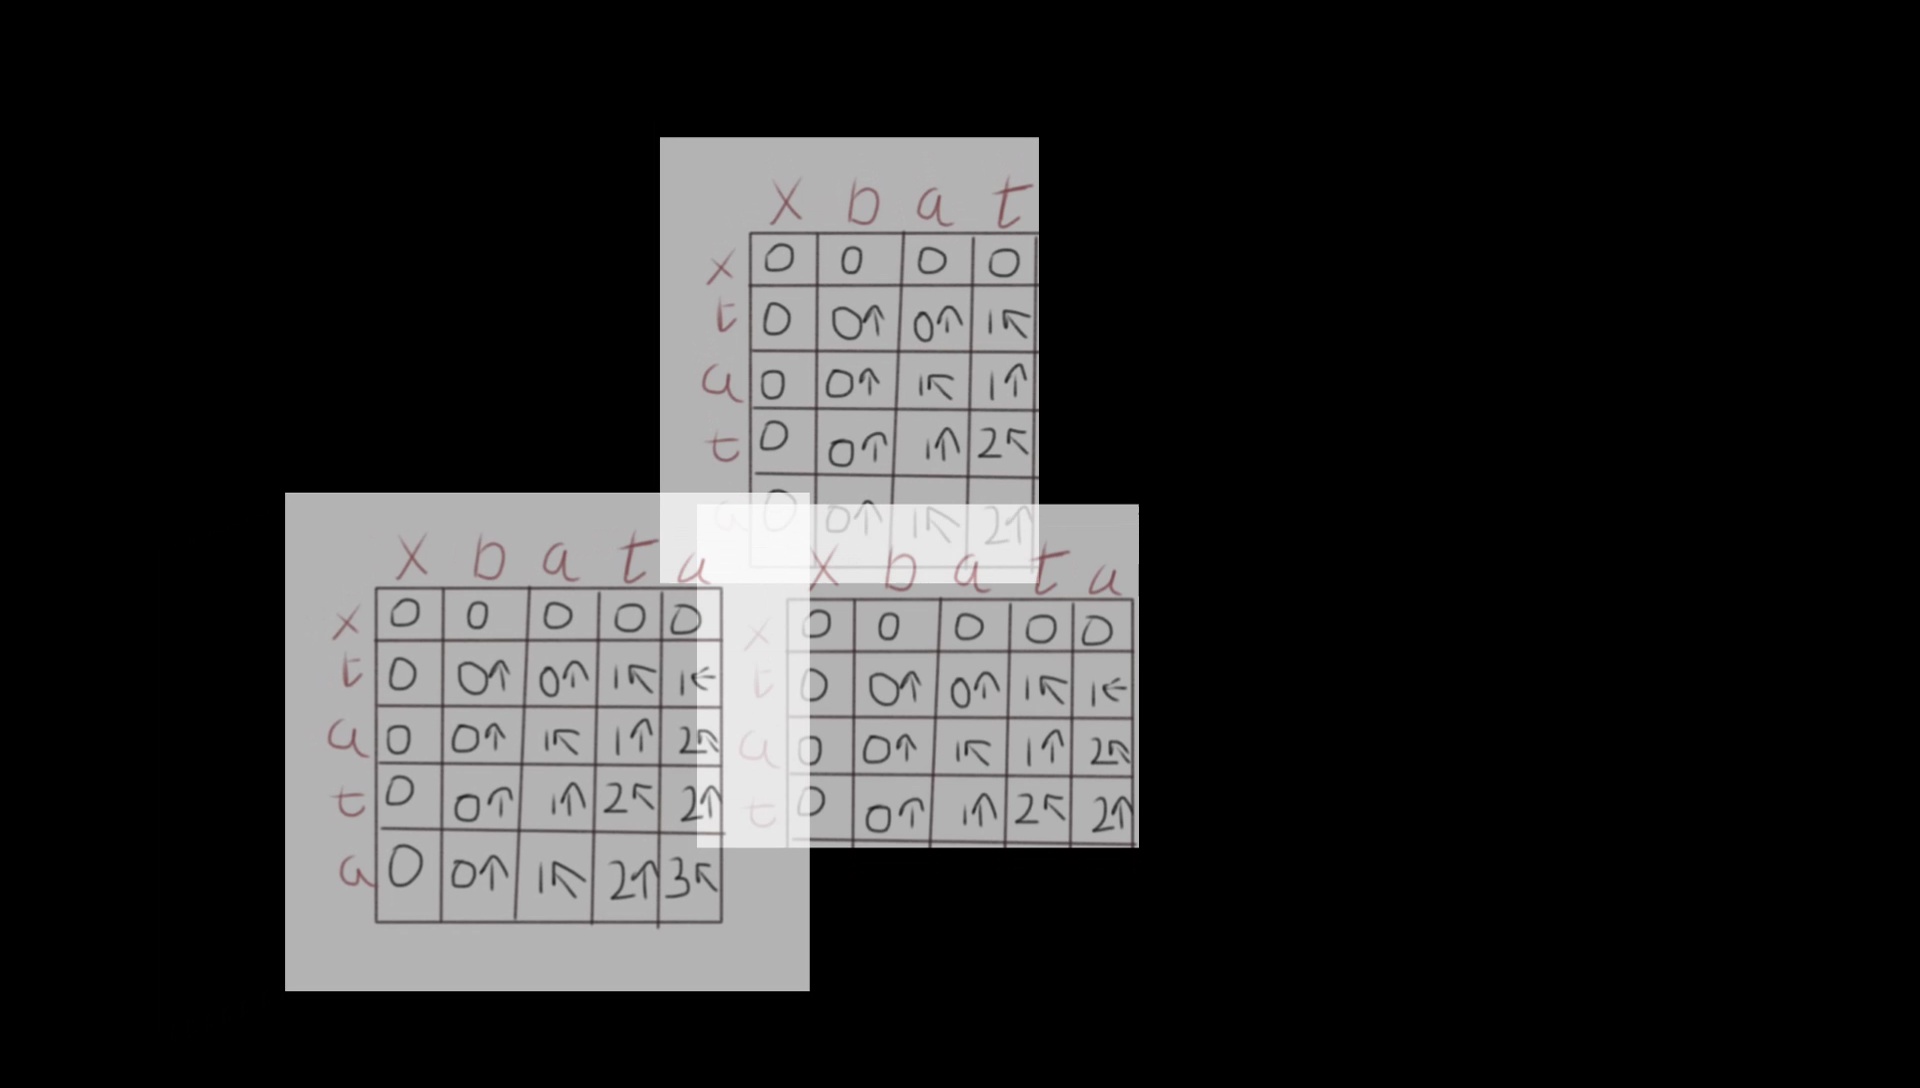 x b a t
x 0 0 0 0
t 0 0↑ 0↑ 1↖
a 0 0↑ 1↖ 1↑
t 0 0↑ 1↑ 2↖
a 0 0↑ 1↖ 2↑
x b a t a
x 0 0 0 0 0
t 0 0↑ 0↑ 1↖ 1←
a 0 0↑ 1↖ 1↑ 2↖
t 0 0↑ 1↑ 2↖ 2↑
a 0 0↑ 1↖ 2↑ 3↖
x b a t a
x 0 0 0 0 0
t 0 0↑ 0↑ 1↖ 1←
a 0 0↑ 1↖ 1↑ 2↖
t 0 0↑ 1↑ 2↖ 2↑